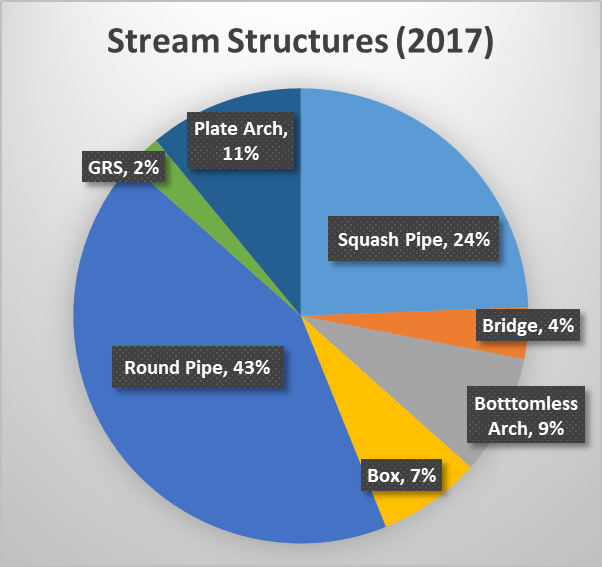 Stream Structures (2017)
Plate Arch,
11%
GRS, 2%
Squash Pipe, 24%
Bridge, 4%
Round Pipe, 43%
Botttomless
Arch, 9%
Box, 7%